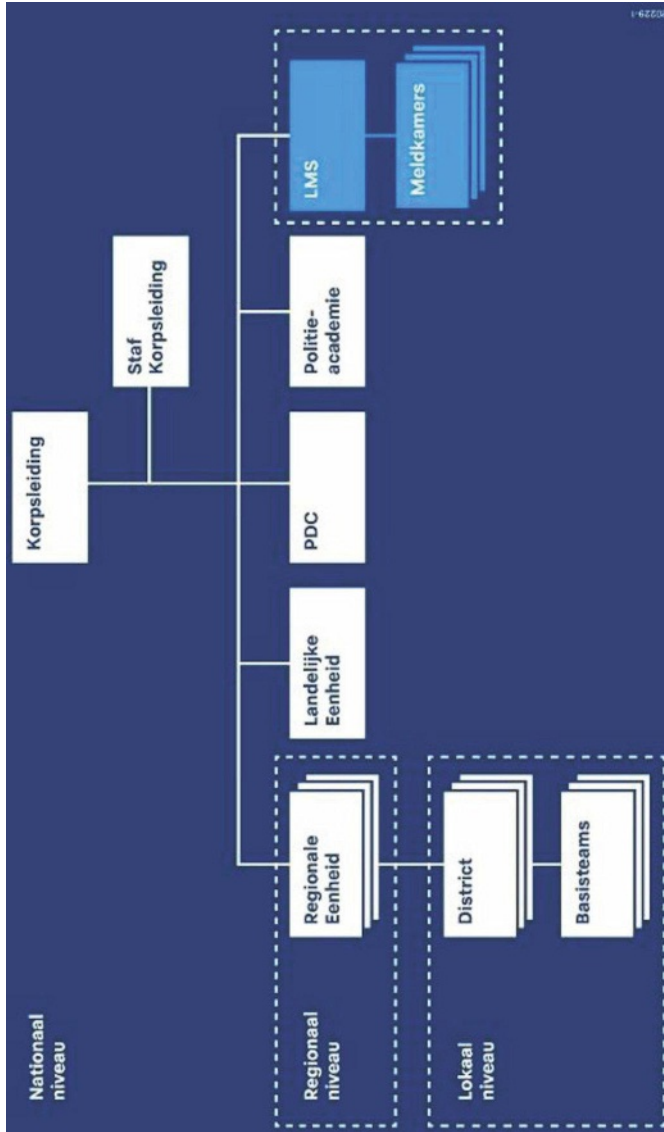 Nationaal
niveau
Korpsleiding
Staf
Korpsleiding
Regionaal
niveau
Regionale
Eenheid
Landelijke
Eenheid
PDC
Politie-
academie
LMS
Meldkamers
Lokaal
niveau
District
Basisteams